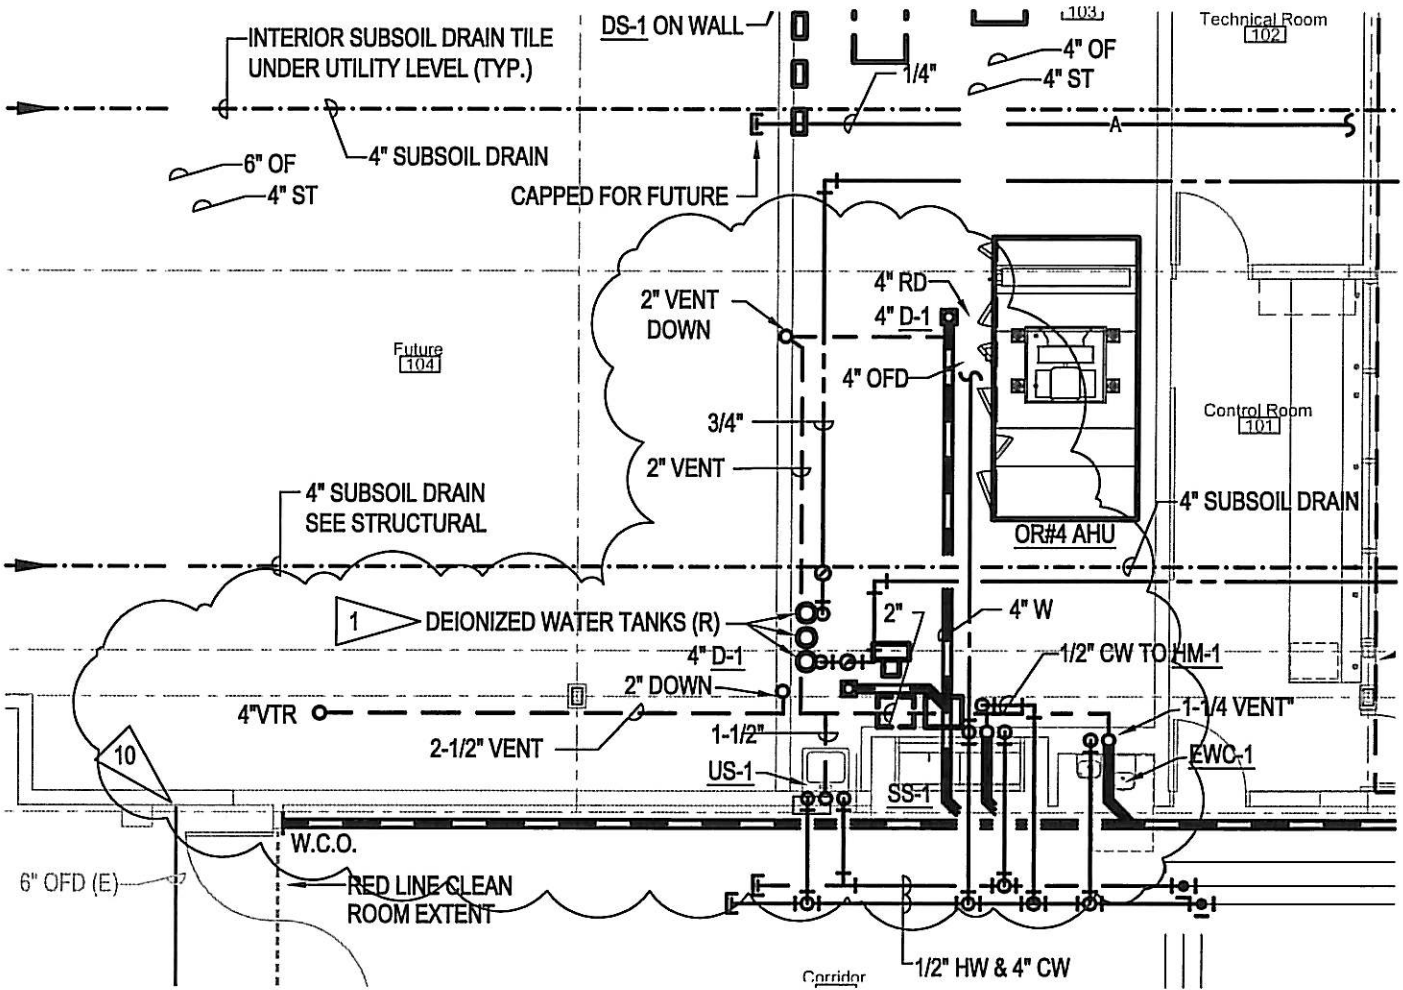 DS-1 ON WALL
103
Technical Room
102
INTERIOR SUBSOIL DRAIN TILE
UNDER UTILITY LEVEL (TYP.)
4" OF
4" ST
1/4"
A
6" OF
4" ST
4" SUBSOIL DRAIN
CAPPED FOR FUTURE
2" VENT
DOWN
4" RD
4" D-1
4" OFD
Future
104
Control Room
101
3/4"
2" VENT
4" SUBSOIL DRAIN
SEE STRUCTURAL
4" SUBSOIL DRAIN
OR#4 AHU
1
DEIONIZED WATER TANKS (R)
2"
4" W
4" D-1
1/2" CW TO HM-1
2" DOWN
4"VTR
1-1/4 VENT"
2-1/2" VENT
1-1/2"
10
US-1
SS-1
EWC-1
W.C.O.
6" OFD (E)
RED LINE CLEAN
ROOM EXTENT
1/2" HW & 4" CW
Corridor